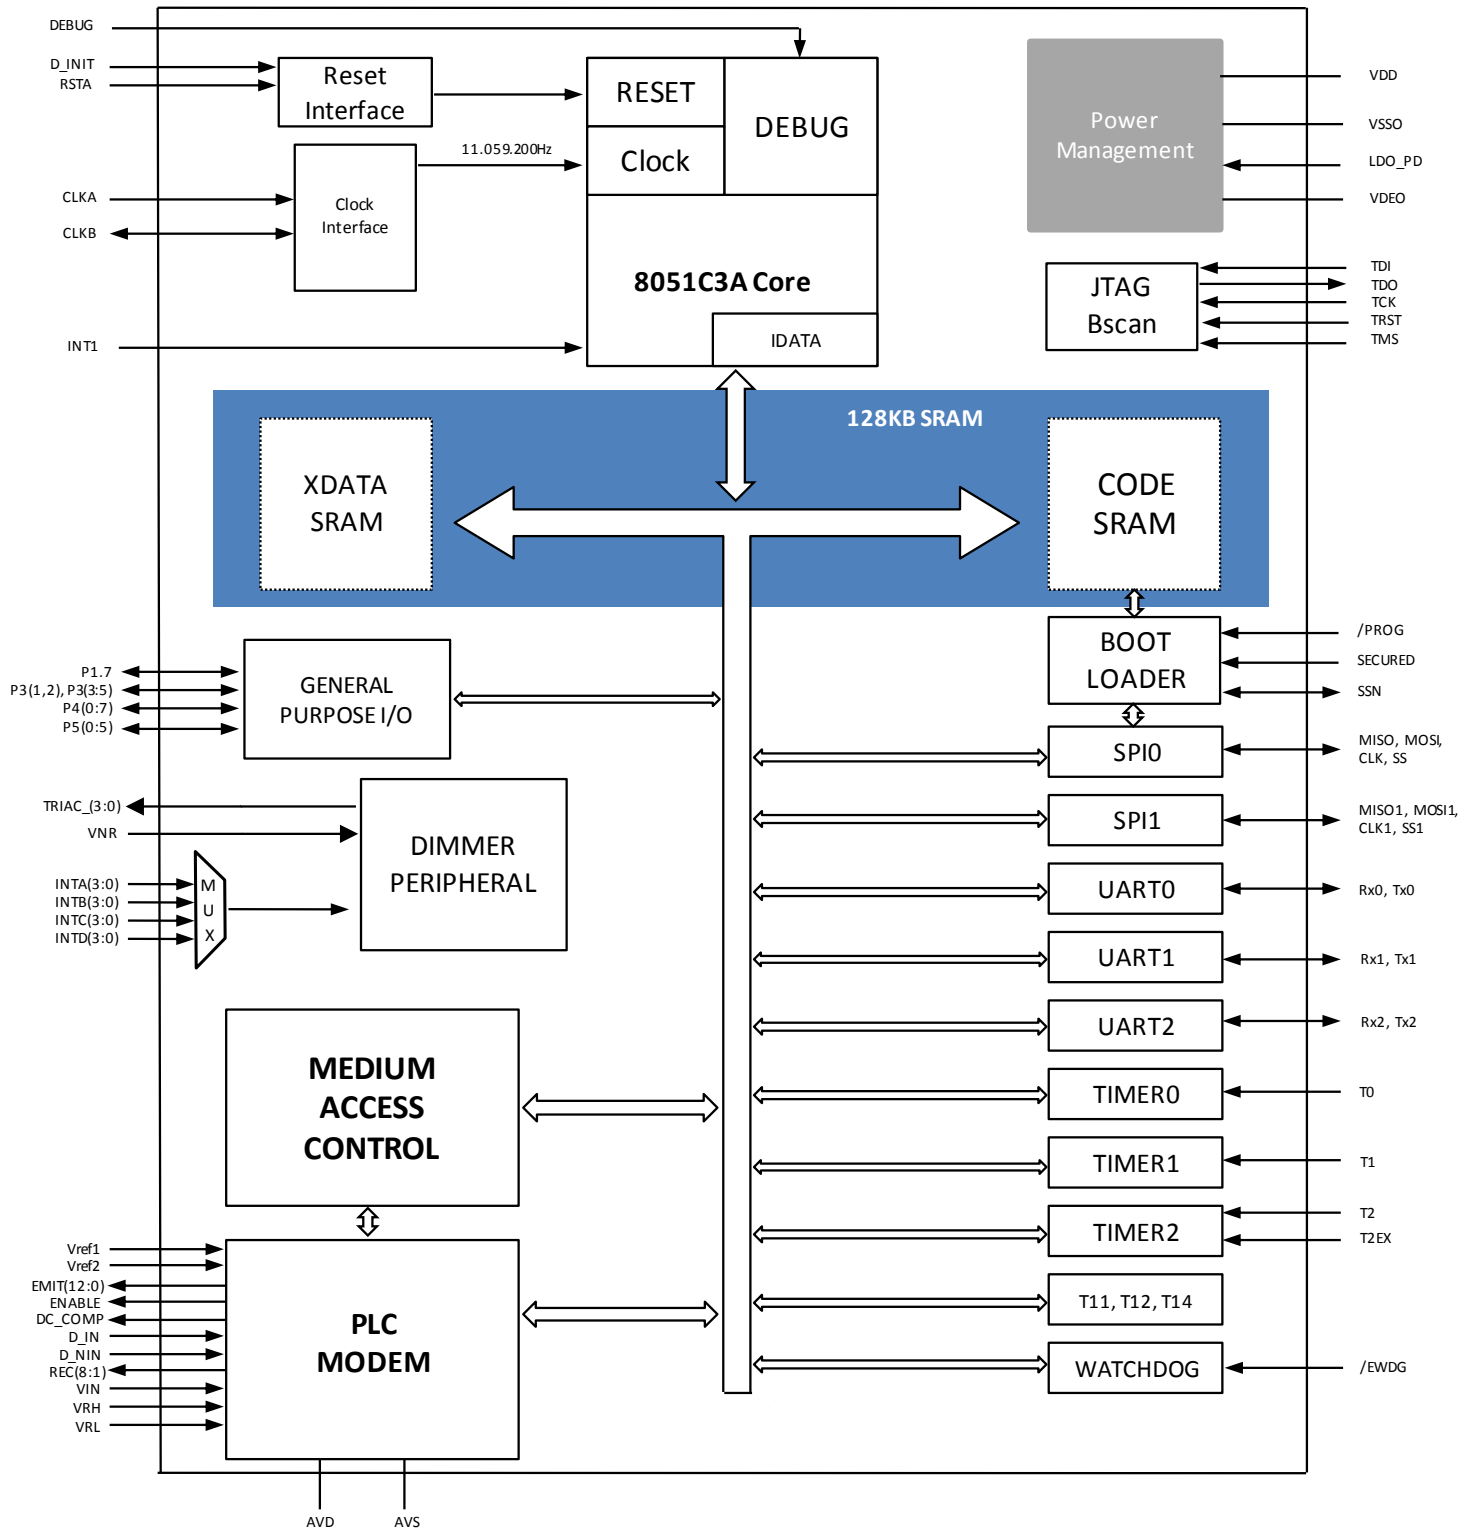 DEBUG
D_INIT
RSTA
Reset
Interface
RESET
DEBUG
Clock
11.059.200Hz
CLKA
CLKB
Clock
Interface
8051C3A Core
IDATA
INT1
Power
Management
VDD
VSSO
LDO_PD
VDEO
JTAG
Bscan
TDI
TDO
TCK
TRST
TMS
128KB SRAM
XDATA
SRAM
CODE
SRAM
BOOT
LOADER
/PROG
SECURED
SSN
P1.7
P3(1,2), P3(3:5)
P4(0:7)
P5(0:5)
GENERAL
PURPOSE I/O
SPI0
MISO, MOSI,
CLK, SS
TRIAC_(3:0)
VNR
DIMMER
PERIPHERAL
SPI1
MISO1, MOSI1,
CLK1, SS1
INTA(3:0)
INTB(3:0)
INTC(3:0)
INTD(3:0)
M
U
X
UART0
Rx0, Tx0
UART1
Rx1, Tx1
UART2
Rx2, Tx2
MEDIUM
ACCESS
CONTROL
TIMER0
T0
TIMER1
T1
TIMER2
T2
T2EX
Vref1
Vref2
EMIT(12:0)
ENABLE
DC_COMP
D_IN
D_NIN
REC(8:1)
VIN
VRH
VRL
PLC
MODEM
T11, T12, T14
WATCHDOG
/EWDG
AVD
AVS